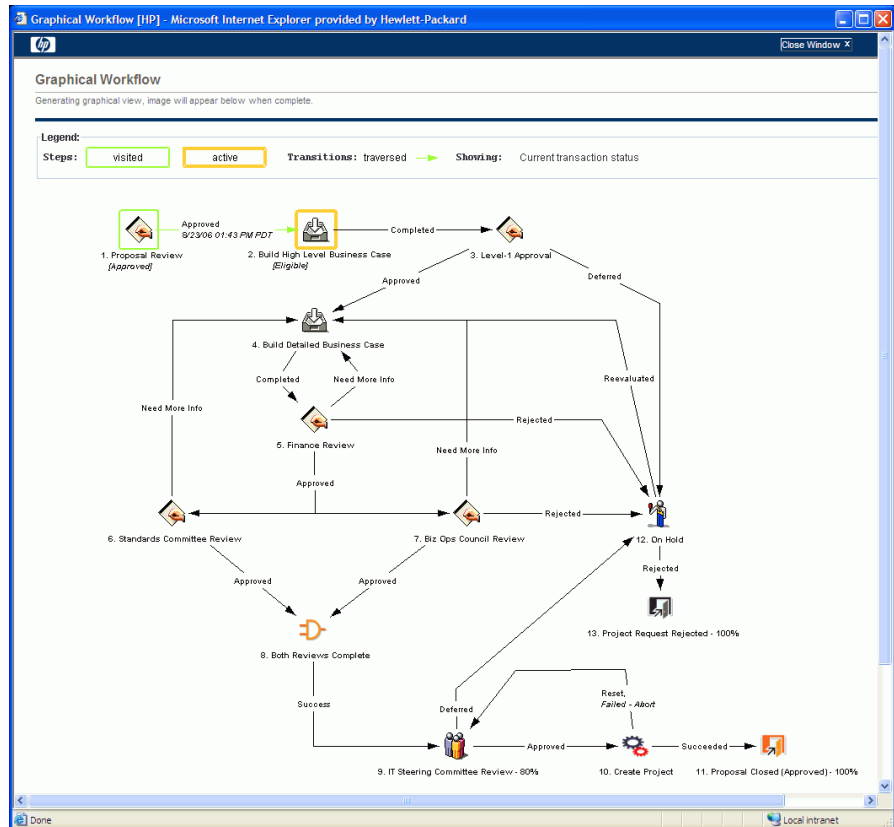 Graphical Workflow [HP] - Microsoft Internet Explorer provided by Hewlett-Packard
hp
Close Window x
Graphical Workflow
Generating graphical view, image will appear below when complete.
Legend:
Steps: visited active Transitions: traversed Showing: Current transaction status
Approved
8/23/06 01:43 PM PDT
Completed
1. Proposal Review
[Approved]
2. Build High Level Business Case
[Eligible]
3. Level-1 Approval
Approved
Deferred
4. Build Detailed Business Case
Completed
Need More Info
Reevaluated
Need More Info
Rejected
5. Finance Review
Need More Info
Approved
Rejected
6. Standards Committee Review
7. Biz Ops Council Review
12. On Hold
Rejected
Approved
Approved
13. Project Request Rejected - 100%
8. Both Reviews Complete
Success
Deferred
Reset,
Failed - Abort
Approved
Succeeded
9. IT Steering Committee Review - 80%
10. Create Project
11. Proposal Closed (Approved) - 100%
Done
Local intranet